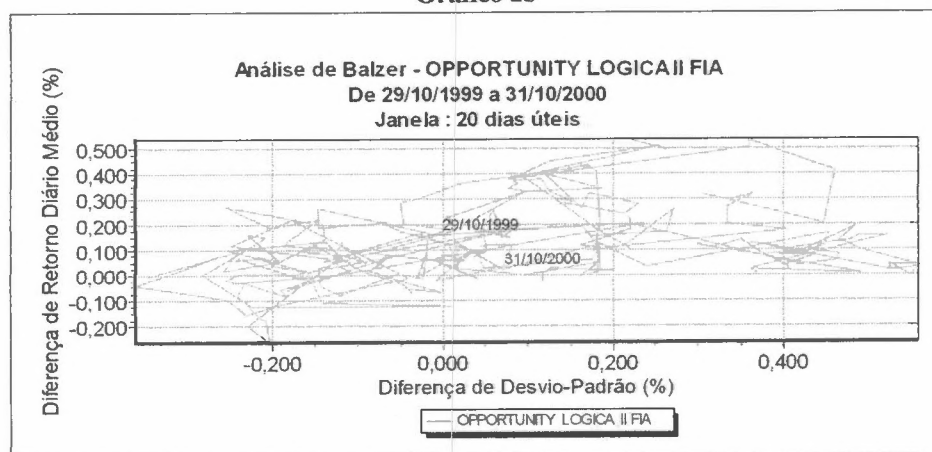 Análise de Balzer - OPPORTUNITY LOGICA II FIA
De 29/10/1999 a 31/10/2000
Janela : 20 dias úteis
Diferença de Retorno Diário Médio (%)
0,500
0,400
0,300
0,200
0,100
0,000
-0,100
-0,200
29/10/1999
31/10/2000
-0,200
0,000
0,200
0,400
Diferença de Desvio-Padrão (%)
OPPORTUNITY LOGICA II FIA